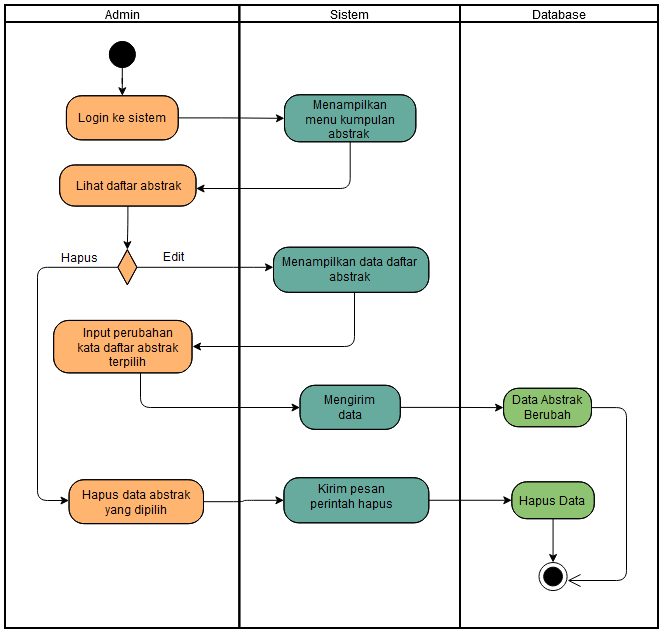 Admin
Sistem
Database
Login ke sistem
Menampilkan
menu kumpulan
abstrak
Lihat daftar abstrak
Hapus
Edit
Menampilkan data daftar
abstrak
Input perubahan
kata daftar abstrak
terpilih
Mengirim
data
Data Abstrak
Berubah
Hapus data abstrak
yang dipilih
Kirim pesan
perintah hapus
Hapus Data